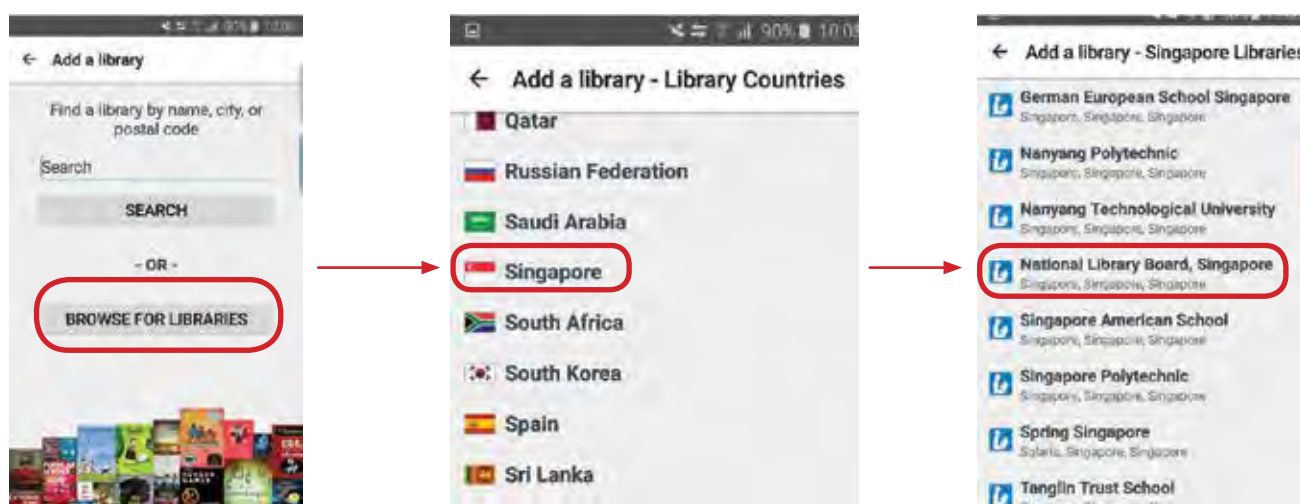 Add a library
Find a library by name, city, or
postal code
Search
SEARCH
- OR -
BROWSE FOR LIBRARIES
90% 10:05
Add a library - Library Countries
Qatar
Russian Federation
Saudi Arabia
Singapore
South Africa
South Korea
Spain
Sri Lanka
Add a library - Singapore Libraries
German European School Singapore
Singapore, Singapore, Singapore
Nanyang Polytechnic
Singapore, Singapore, Singapore
Nanyang Technological University
Singapore, Singapore, Singapore
National Library Board, Singapore
Singapore, Singapore, Singapore
Singapore American School
Singapore, Singapore, Singapore
Singapore Polytechnic
Singapore, Singapore, Singapore
Spring Singapore
Solaris, Singapore, Singapore
Tanglin Trust School